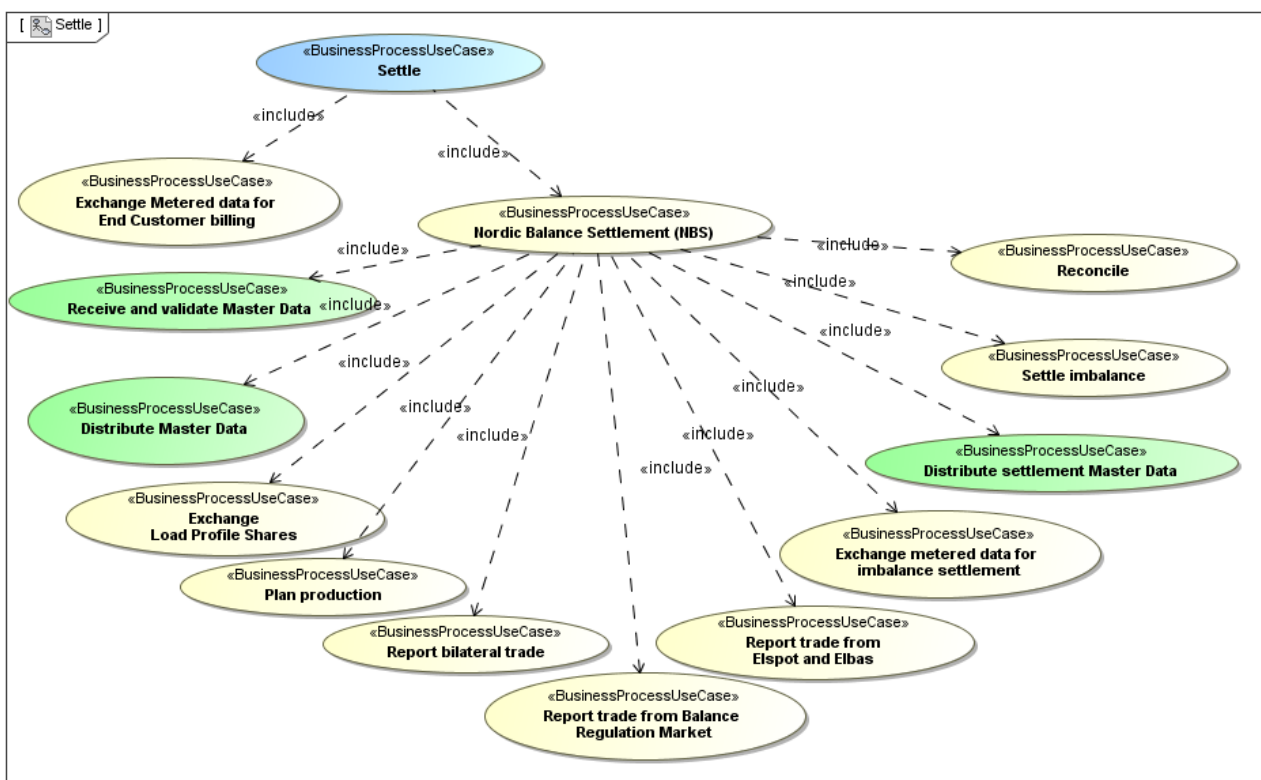 [ Settle ]
«BusinessProcessUseCase»
Settle
«include»
«include»
«BusinessProcessUseCase»
Exchange Metered data for
End Customer billing
«BusinessProcessUseCase»
Nordic Balance Settlement (NBS)
«include»
«include»
«BusinessProcessUseCase»
Reconcile
«BusinessProcessUseCase»
Receive and validate Master Data
«include»
«include»
«include»
«include»
«BusinessProcessUseCase»
Settle imbalance
«include»
«include»
«BusinessProcessUseCase»
Distribute Master Data
«include»
«include»
«include»
«include»
«BusinessProcessUseCase»
Distribute settlement Master Data
«BusinessProcessUseCase»
Exchange
Load Profile Shares
«BusinessProcessUseCase»
Exchange metered data for
imbalance settlement
«BusinessProcessUseCase»
Plan production
«BusinessProcessUseCase»
Report bilateral trade
«BusinessProcessUseCase»
Report trade from
Elspot and Elbas
«BusinessProcessUseCase»
Report trade from Balance
Regulation Market